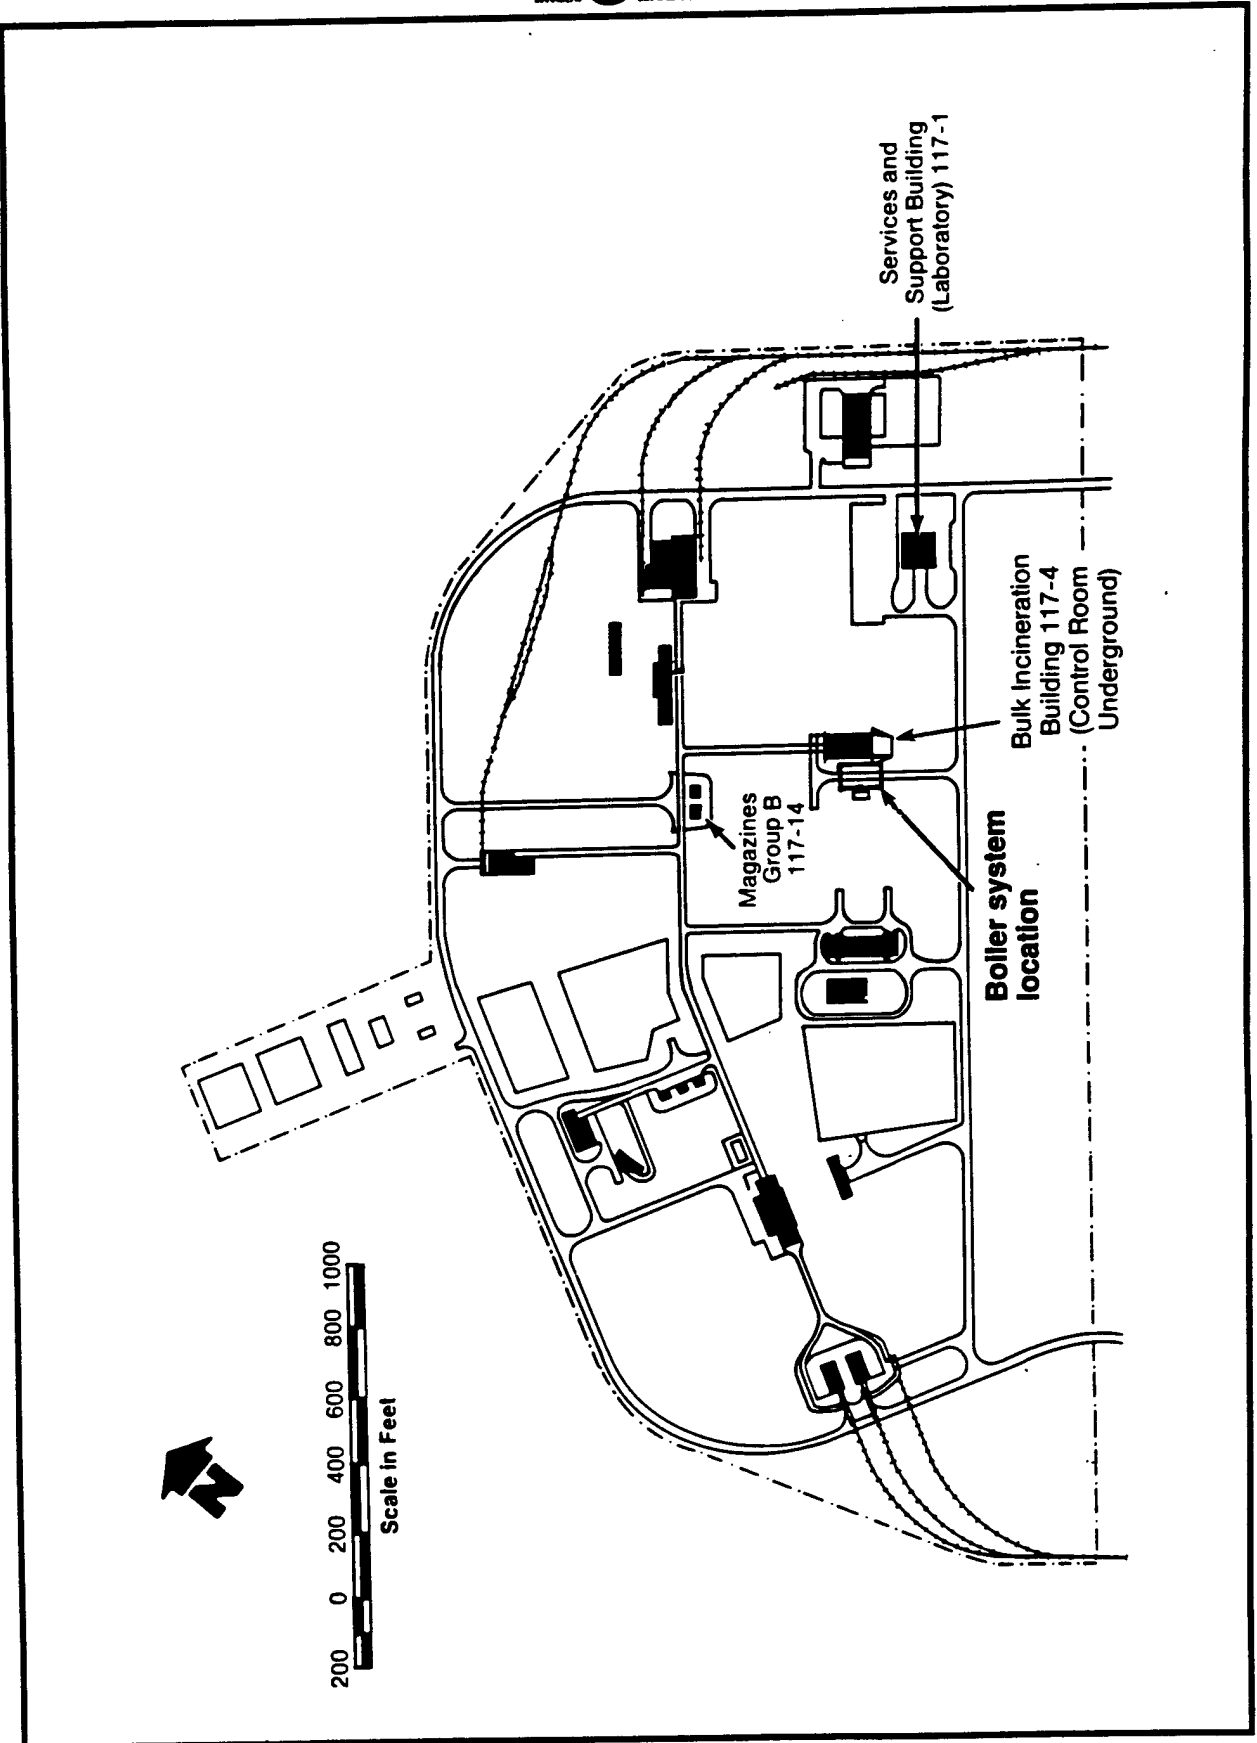 Services and
Support Building
(Laboratory) 117-1
Bulk Incineration
Building 117-4
(Control Room
Underground)
Magazines
Group B
117-14
Boiler system
location
N
200 0 200 400 600 800 1000
Scale in Feet